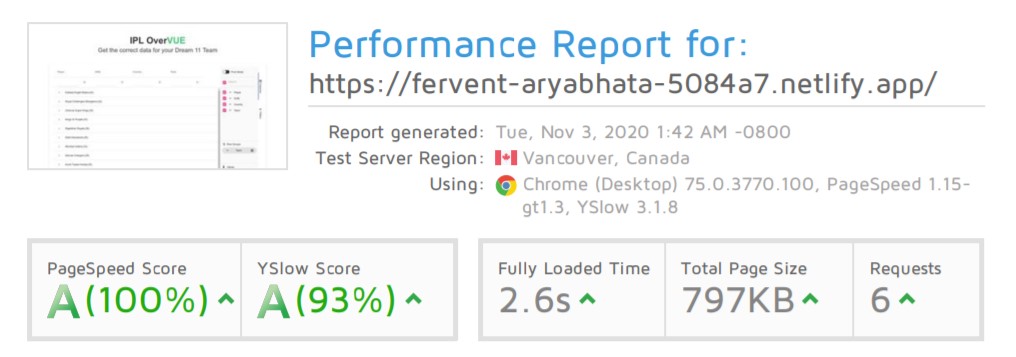 IPL OverVUE
Get the correct data for your Dream 11 Team
Performance Report for:
https://fervent-aryabhata-5084a7.netlify.app/
Report generated: Tue, Nov 3, 2020 1:42 AM -0800
Test Server Region: Vancouver, Canada
Using: Chrome (Desktop) 75.0.3770.100, PageSpeed 1.15-
gt1.3, YSlow 3.1.8
PageSpeed Score
A (100%)
YSlow Score
A (93%)
Fully Loaded Time
2.6s
Total Page Size
797KB
Requests
6